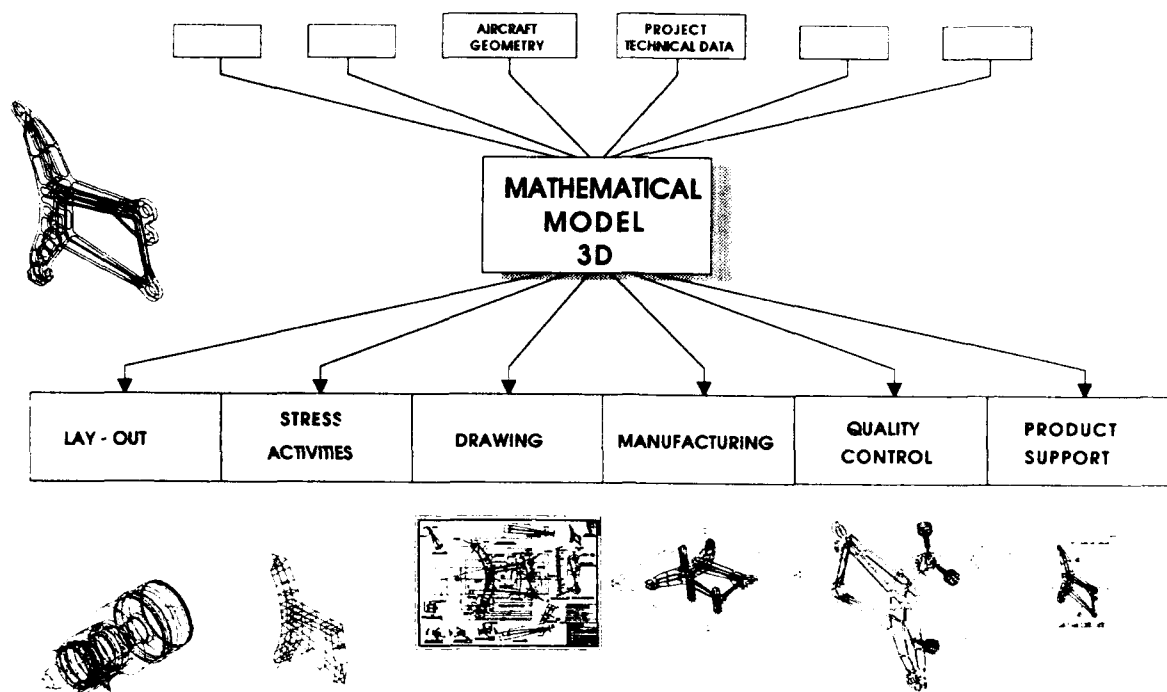 AIRCRAFT
GEOMETRY
PROJECT
TECHNICAL DATA
MATHEMATICAL
MODEL
3D
LAY - OUT
STRESS
ACTIVITIES
DRAWING
MANUFACTURING
QUALITY
CONTROL
PRODUCT
SUPPORT